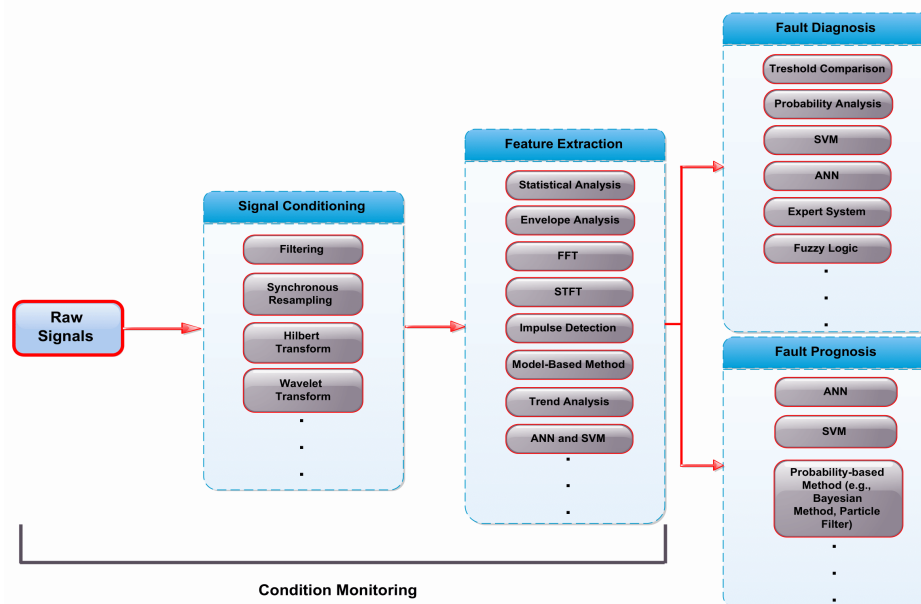 Raw
Signals
Signal Conditioning
Filtering
Synchronous
Resampling
Hilbert
Transform
Wavelet
Transform
Feature Extraction
Statistical Analysis
Envelope Analysis
FFT
STFT
Impulse Detection
Model-Based Method
Trend Analysis
ANN and SVM
Fault Diagnosis
Treshold Comparison
Probability Analysis
SVM
ANN
Expert System
Fuzzy Logic
Fault Prognosis
ANN
SVM
Probability-based
Method (e.g.,
Bayesian
Method, Particle
Filter)
Condition Monitoring